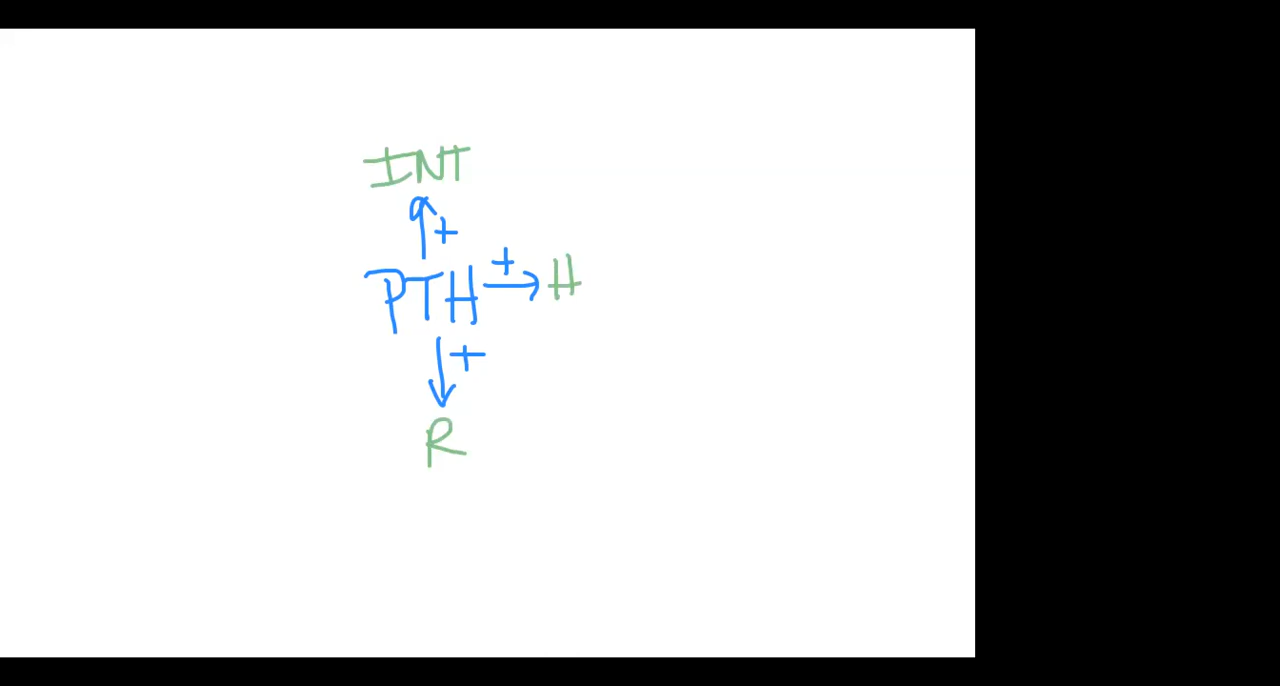 INT
+
PTH + H
+
R